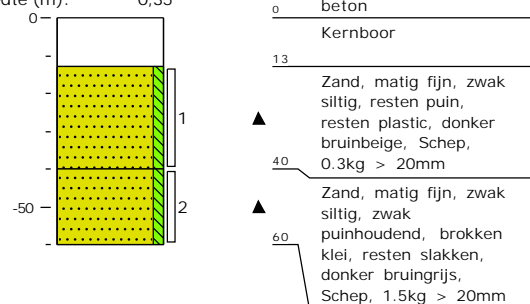 0,35
0
-50
1
2
0
beton
Kernboor
13
Zand, matig fijn, zwak
siltig, resten puin,
resten plastic, donker
bruinbeige, Schep,
0.3kg > 20mm
40
Zand, matig fijn, zwak
siltig, zwak
puinhoudend, brokken
klei, resten slakken,
donker bruingrijs,
Schep, 1.5kg > 20mm
60